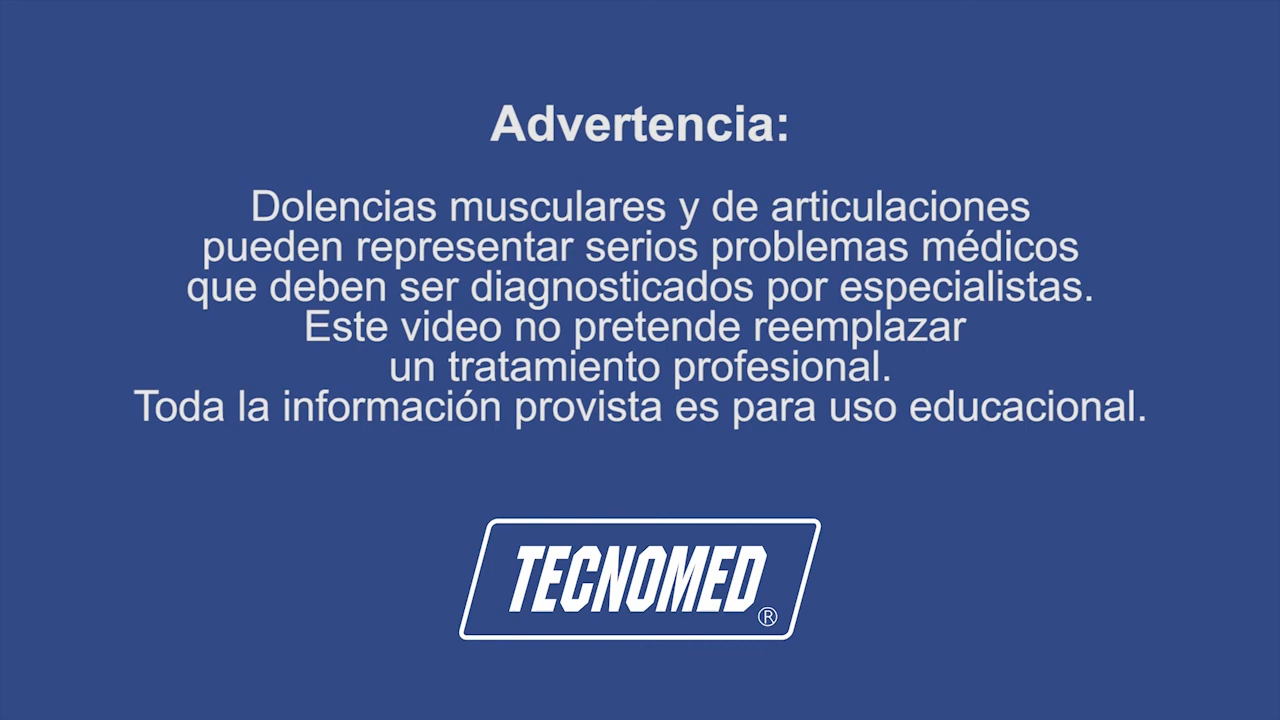 Advertencia:
Dolencias musculares y de articulaciones
pueden representar serios problemas médicos
que deben ser diagnosticados por especialistas.
Este video no pretende reemplazar
un tratamiento profesional.
Toda la información provista es para uso educacional.
TECNOMED®